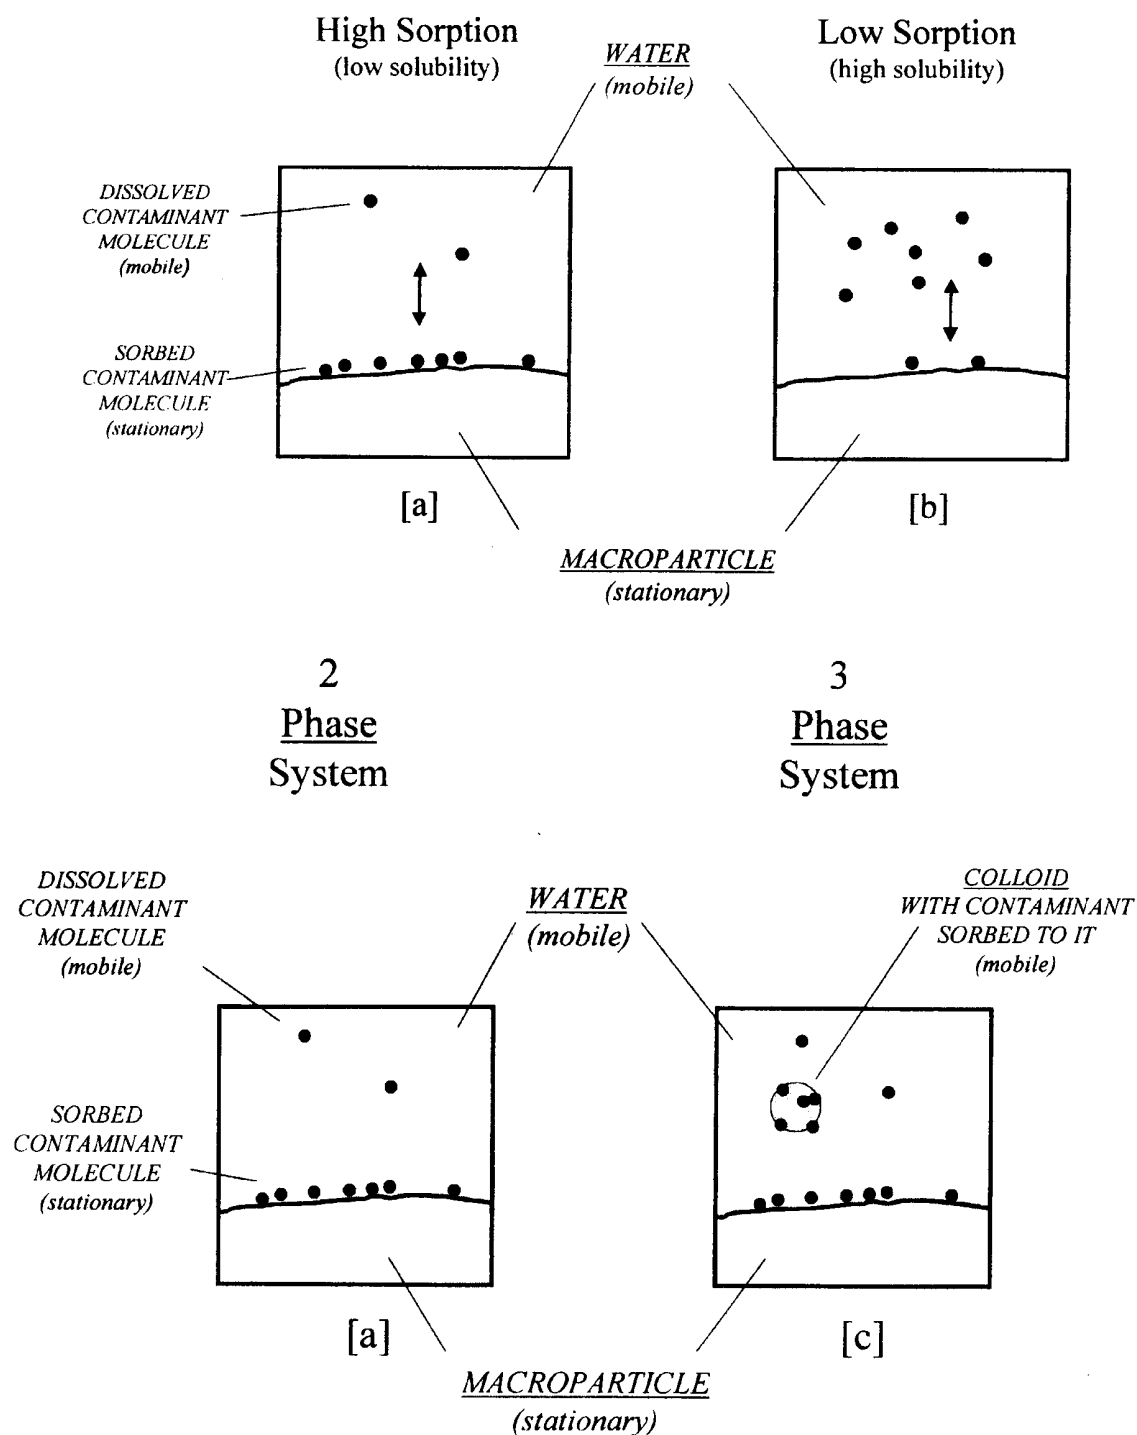 High Sorption
(low solubility)
WATER
(mobile)
Low Sorption
(high solubility)
DISSOLVED
CONTAMINANT
MOLECULE
(mobile)
SORBED
CONTAMINANT
MOLECULE
(stationary)
[a]
[b]
MACROPARTICLE
(stationary)
2
Phase
System
3
Phase
System
DISSOLVED
CONTAMINANT
MOLECULE
(mobile)
WATER
(mobile)
COLLOID
WITH CONTAMINANT
SORBED TO IT
(mobile)
SORBED
CONTAMINANT
MOLECULE
(stationary)
[a]
[c]
MACROPARTICLE
(stationary)